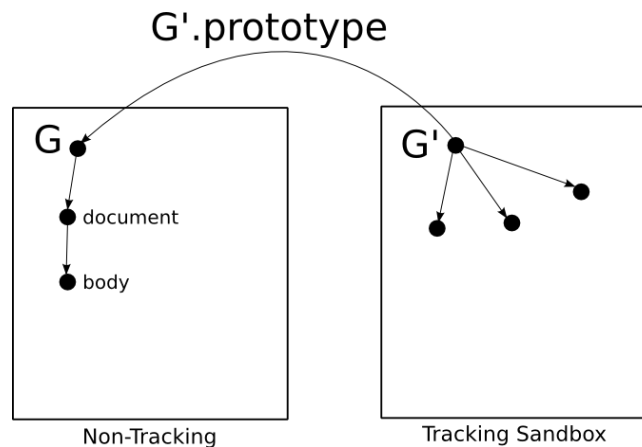 G'.prototype
G
G'
document
body
Non-Tracking
Tracking Sandbox